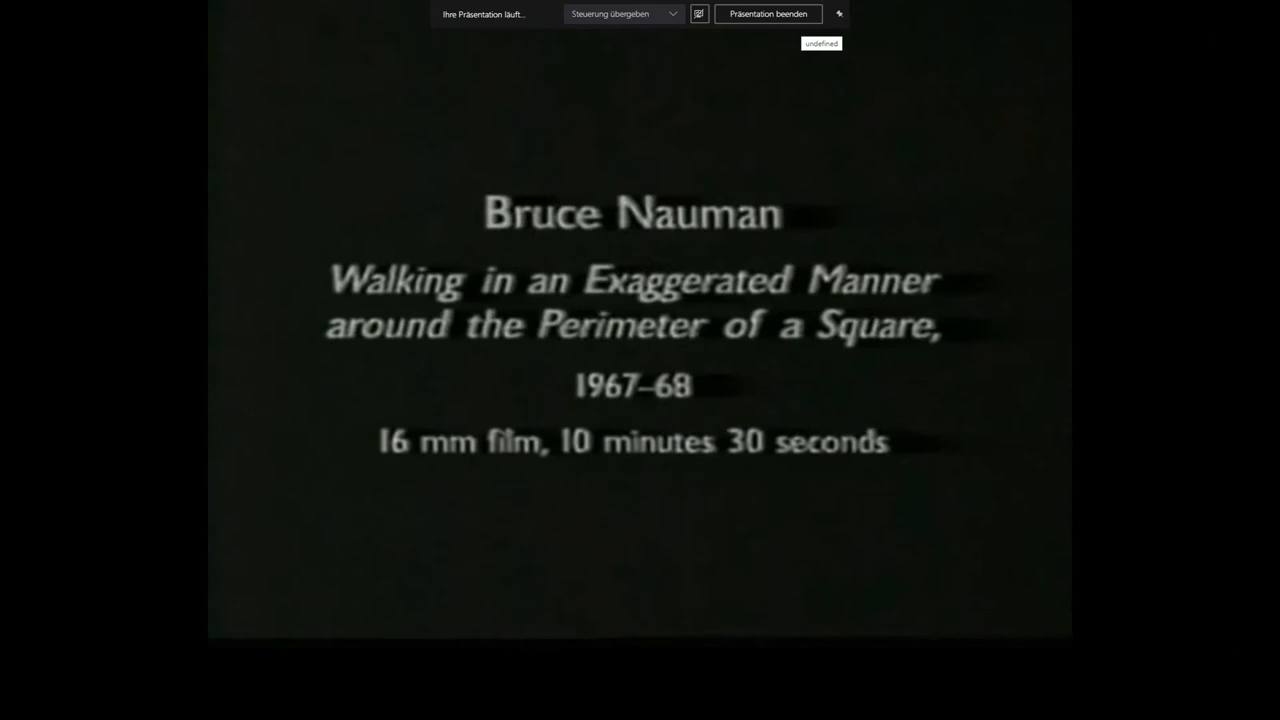 Ihre Präsentation läuft...
Steuerung übergeben
Präsentation beenden
undefined
Bruce Nauman
Walking in an Exaggerated Manner
around the Perimeter of a Square,
1967–68
16 mm film, 10 minutes 30 seconds